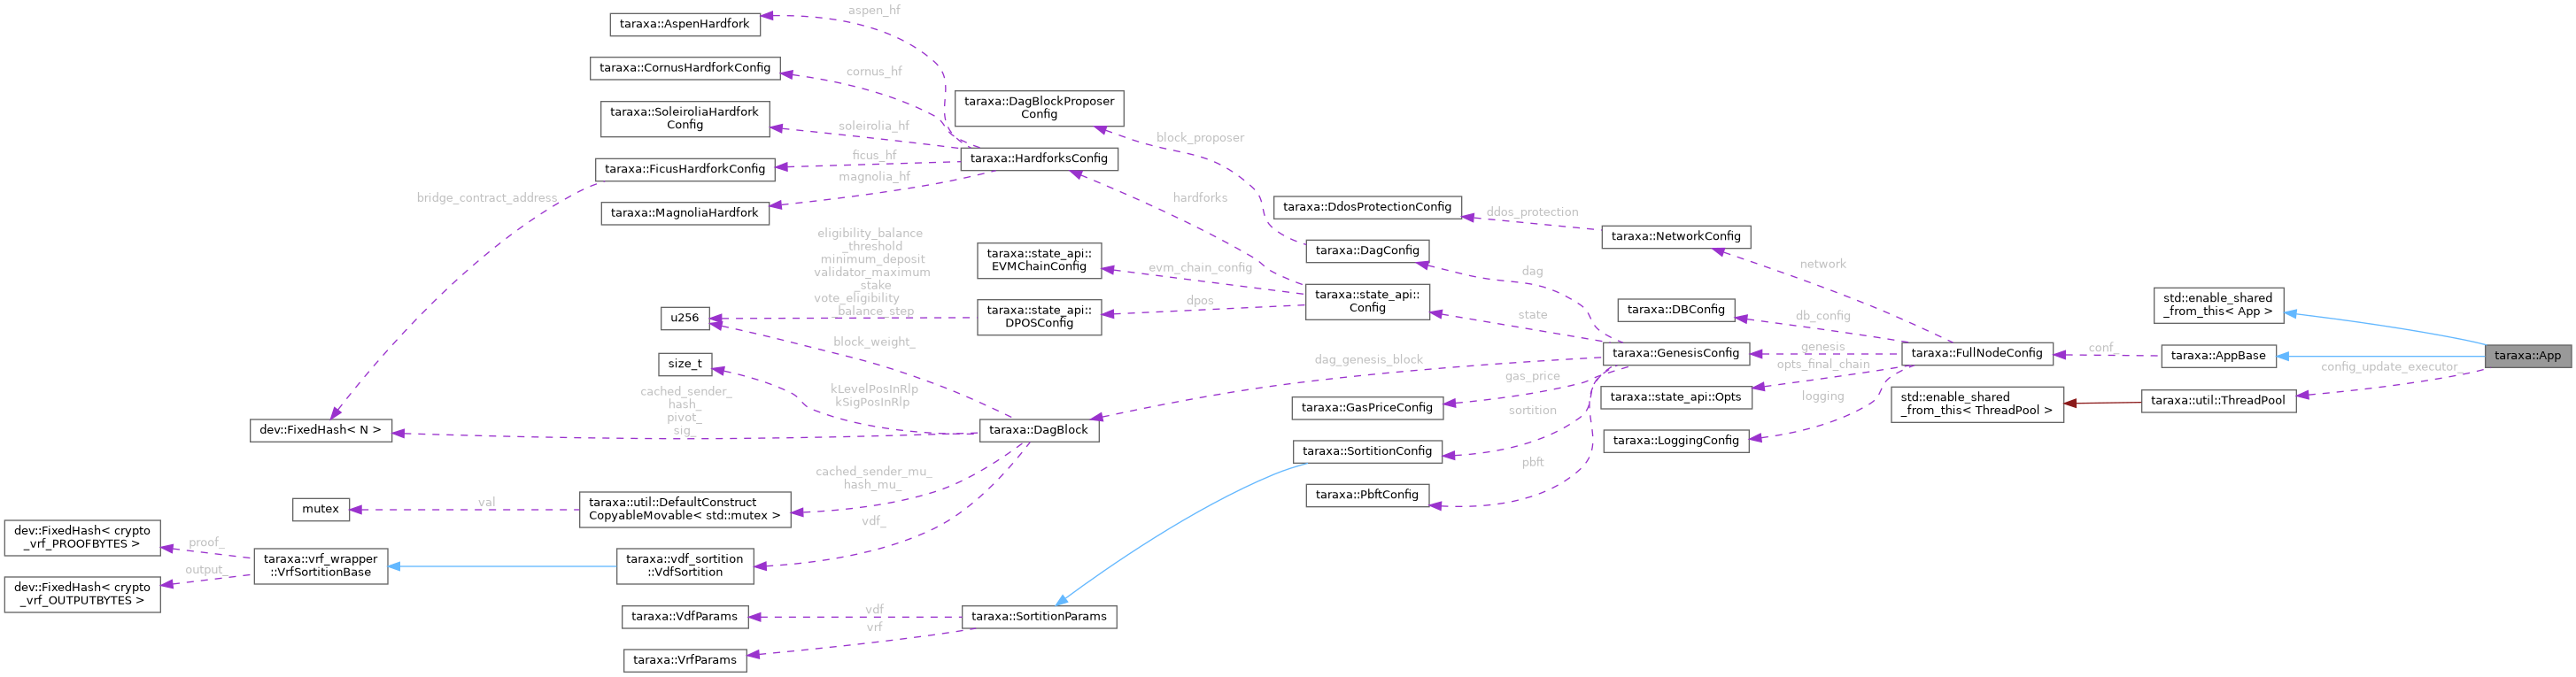 taraxa::AspenHardfork
aspen_hf
taraxa::CornusHardforkConfig
cornus_hf
taraxa::SoleiroliaHardfork
Config
soleirolia_hf
taraxa::DagBlockProposer
Config
block_proposer
taraxa::FicusHardforkConfig
ficus_hf
taraxa::HardforksConfig
magnolia_hf
taraxa::MagnoliaHardfork
bridge_contract_address
hardforks
taraxa::DdosProtectionConfig
ddos_protection
taraxa::NetworkConfig
taraxa::DagConfig
eligibility_balance
_threshold
minimum_deposit
validator_maximum
_stake
vote_eligibility
_balance_step
taraxa::state_api::
EVMChainConfig
evm_chain_config
taraxa::state_api::
DPOSConfig
dpos
taraxa::state_api::
Config
dag
state
network
taraxa::DBConfig
db_config
std::enable_shared
_from_this< App >
u256
block_weight_
size_t
kLevelPosInRlp
kSigPosInRlp
dag_genesis_block
taraxa::GenesisConfig
genesis
taraxa::FullNodeConfig
conf_
taraxa::AppBase
taraxa::App
config_update_executor_
opts_final_chain
taraxa::state_api::Opts
logging
gas_price
taraxa::GasPriceConfig
std::enable_shared
_from_this< ThreadPool >
taraxa::util::ThreadPool
sortition
cached_sender_
hash_
pivot_
sig_
dev::FixedHash< N >
taraxa::DagBlock
taraxa::LoggingConfig
taraxa::SortitionConfig
pbft
taraxa::PbftConfig
cached_sender_mu_
hash_mu_
taraxa::util::DefaultConstruct
CopyableMovable< std::mutex >
val
mutex
vdf_
dev::FixedHash< crypto
_vrf_PROOFBYTES >
proof_
taraxa::vrf_wrapper
::VrfSortitionBase
taraxa::vdf_sortition
::VdfSortition
output_
dev::FixedHash< crypto
_vrf_OUTPUTBYTES >
taraxa::VdfParams
vdf
taraxa::SortitionParams
vrf
taraxa::VrfParams